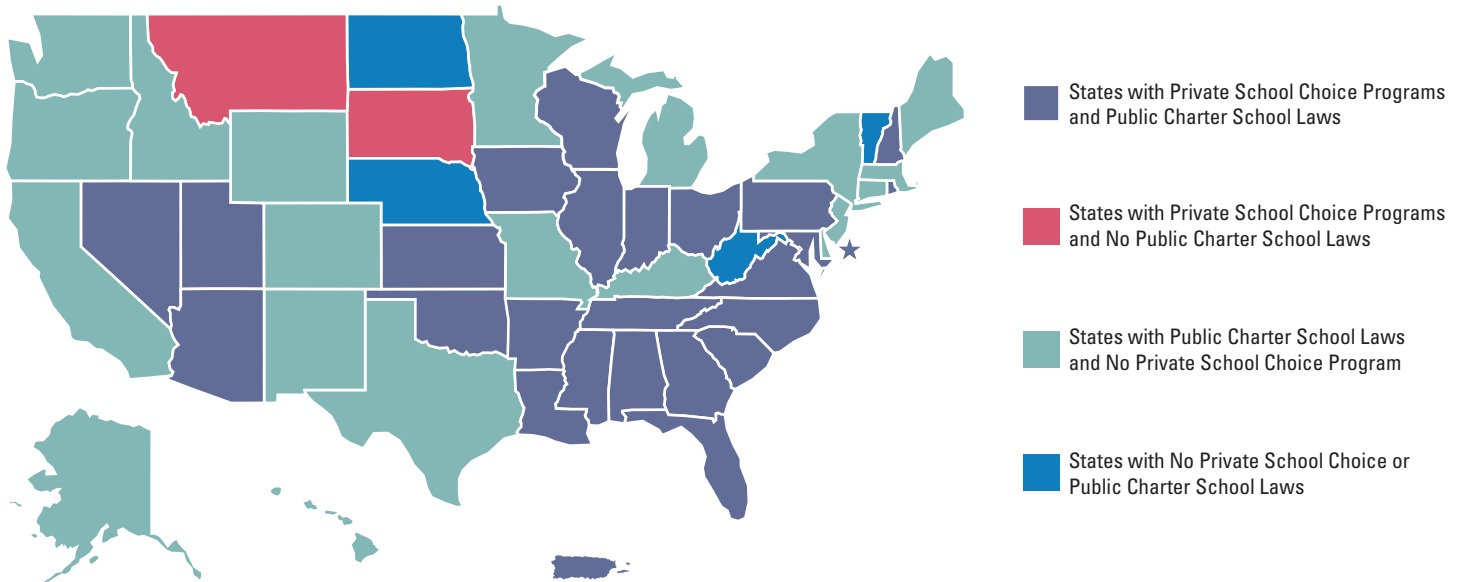 States with Private School Choice Programs
and Public Charter School Laws
States with Private School Choice Programs
and No Public Charter School Laws
States with Public Charter School Laws
and No Private School Choice Program
States with No Private School Choice or
Public Charter School Laws